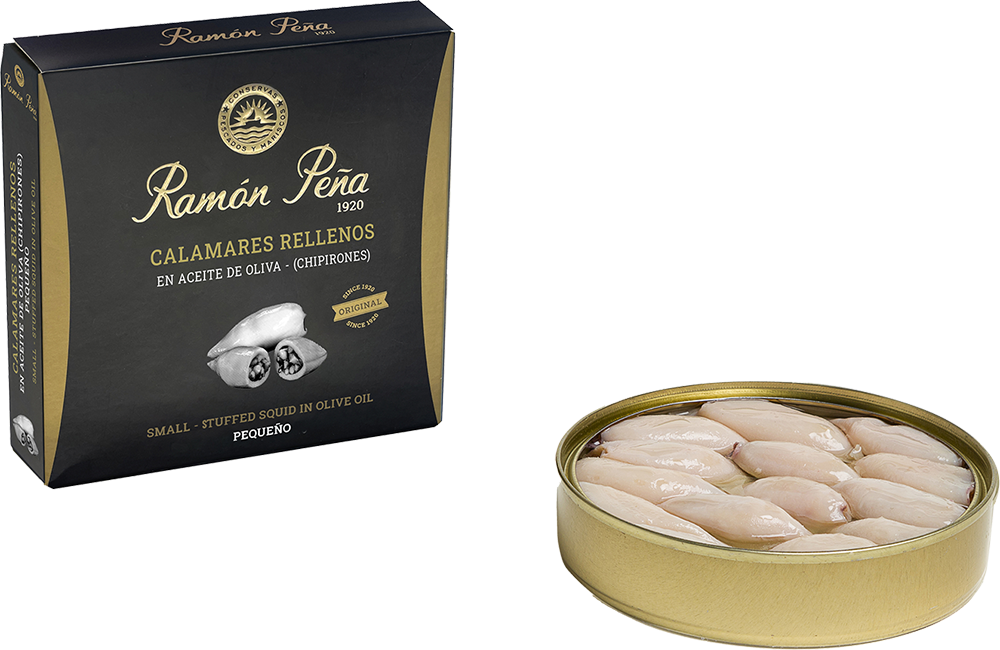 Ramón Peña
1920
CONSERVAS
PESCADOS Y MARISCOS
Ramón Peña
1920
CALAMARES RELLENOS
EN ACEITE DE OLIVA - (CHIPIRONES)
SINCE 1920
ORIGINAL
SINCE 1920
SMALL - STUFFED SQUID IN OLIVE OIL
PEQUEÑO
Ramón Peña
CALAMARES RELLENOS
EN ACEITE DE OLIVA (CHIPIRONES)
PEQUEÑO
SMALL - STUFFED SQUID IN OLIVE OIL